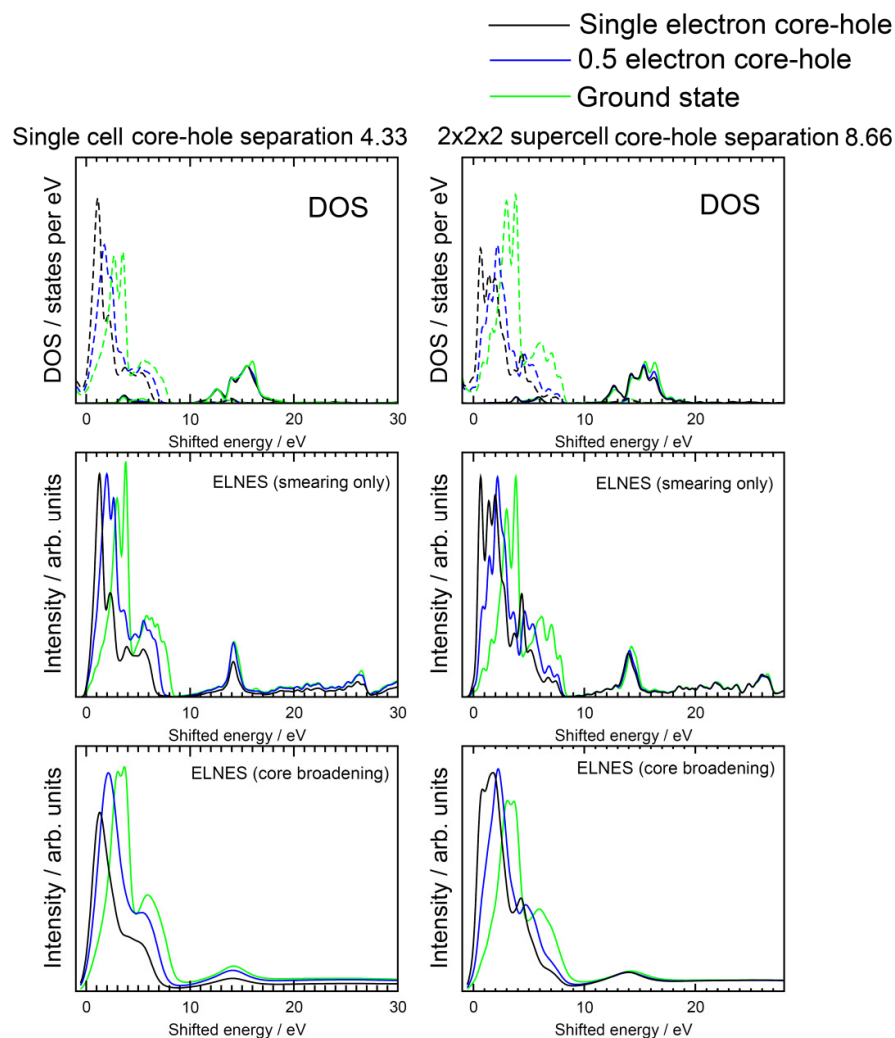 Single electron core-hole
0.5 electron core-hole
Ground state
Single cell core-hole separation 4.33
2x2x2 supercell core-hole separation 8.66
DOS / states per eV
DOS
0 10 20 30
Shifted energy / eV
DOS / states per eV
DOS
0 10 20
Shifted energy / eV
Intensity / arb. units
ELNES (smearing only)
0 10 20 30
Shifted energy / eV
Intensity / arb. units
ELNES (smearing only)
0 10 20
Shifted energy / eV
Intensity / arb. units
ELNES (core broadening)
0 10 20 30
Shifted energy / eV
Intensity / arb. units
ELNES (core broadening)
0 10 20
Shifted energy / eV